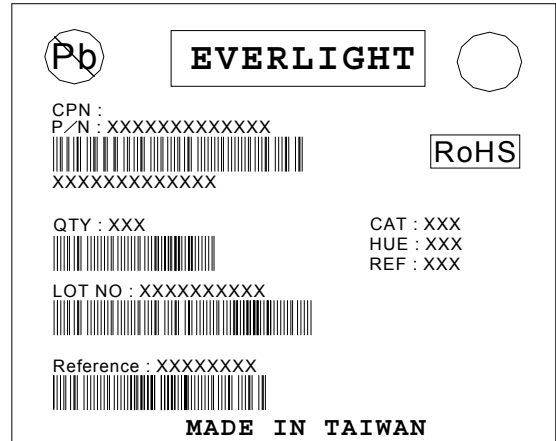 Pb
EVERLIGHT
CPN :
P/N : XXXXXXXXXXXXX
RoHS
XXXXXXXXXXXXX
QTY : XXX
CAT : XXX
HUE : XXX
REF : XXX
LOT NO : XXXXXXXXXX
Reference : XXXXXXXX
MADE IN TAIWAN